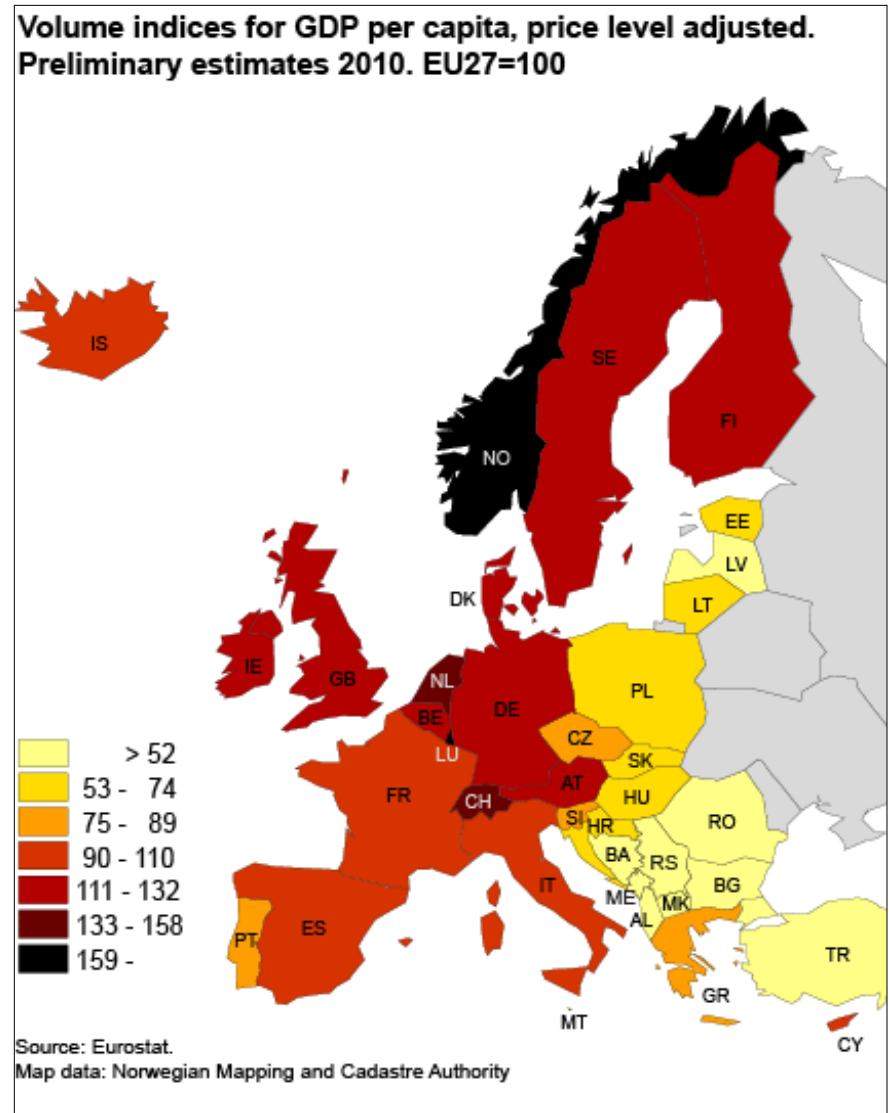 Volume indices for GDP per capita, price level adjusted.
Preliminary estimates 2010. EU27=100
IS
NO
SE
FI
EE
LV
LT
DK
IE
GB
NL
BE
DE
PL
LU
CZ
SK
FR
CH
AT
HU
SI
HR
RO
BA
RS
IT
ME
MK
BG
AL
PT
ES
TR
GR
MT
CY
> 52
53 - 74
75 - 89
90 - 110
111 - 132
133 - 158
159 -
Source: Eurostat.
Map data: Norwegian Mapping and Cadastre Authority